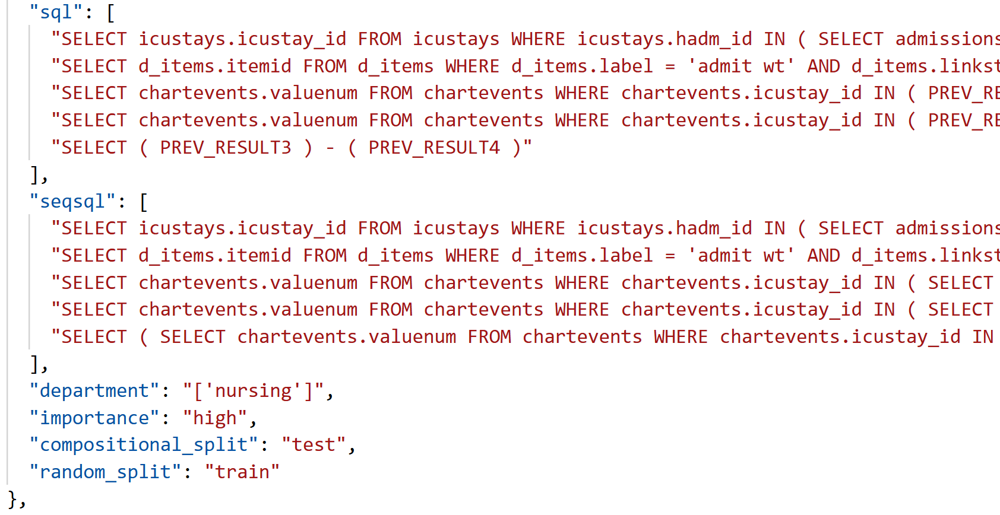 "sql": [
"SELECT icustays.icustay_id FROM icustays WHERE icustays.hadm_id IN ( SELECT admissions
"SELECT d_items.itemid FROM d_items WHERE d_items.label = 'admit wt' AND d_items.linkst
"SELECT chartevents.valuenum FROM chartevents WHERE chartevents.icustay_id IN ( PREV_RE
"SELECT chartevents.valuenum FROM chartevents WHERE chartevents.icustay_id IN ( PREV_RE
"SELECT ( PREV_RESULT3 ) - ( PREV_RESULT4 )"
],
"seqsql": [
"SELECT icustays.icustay_id FROM icustays WHERE icustays.hadm_id IN ( SELECT admissions
"SELECT d_items.itemid FROM d_items WHERE d_items.label = 'admit wt' AND d_items.linkst
"SELECT chartevents.valuenum FROM chartevents WHERE chartevents.icustay_id IN ( SELECT
"SELECT chartevents.valuenum FROM chartevents WHERE chartevents.icustay_id IN ( SELECT
"SELECT ( SELECT chartevents.valuenum FROM chartevents WHERE chartevents.icustay_id IN
],
"department": "['nursing']",
"importance": "high",
"compositional_split": "test",
"random_split": "train"
},